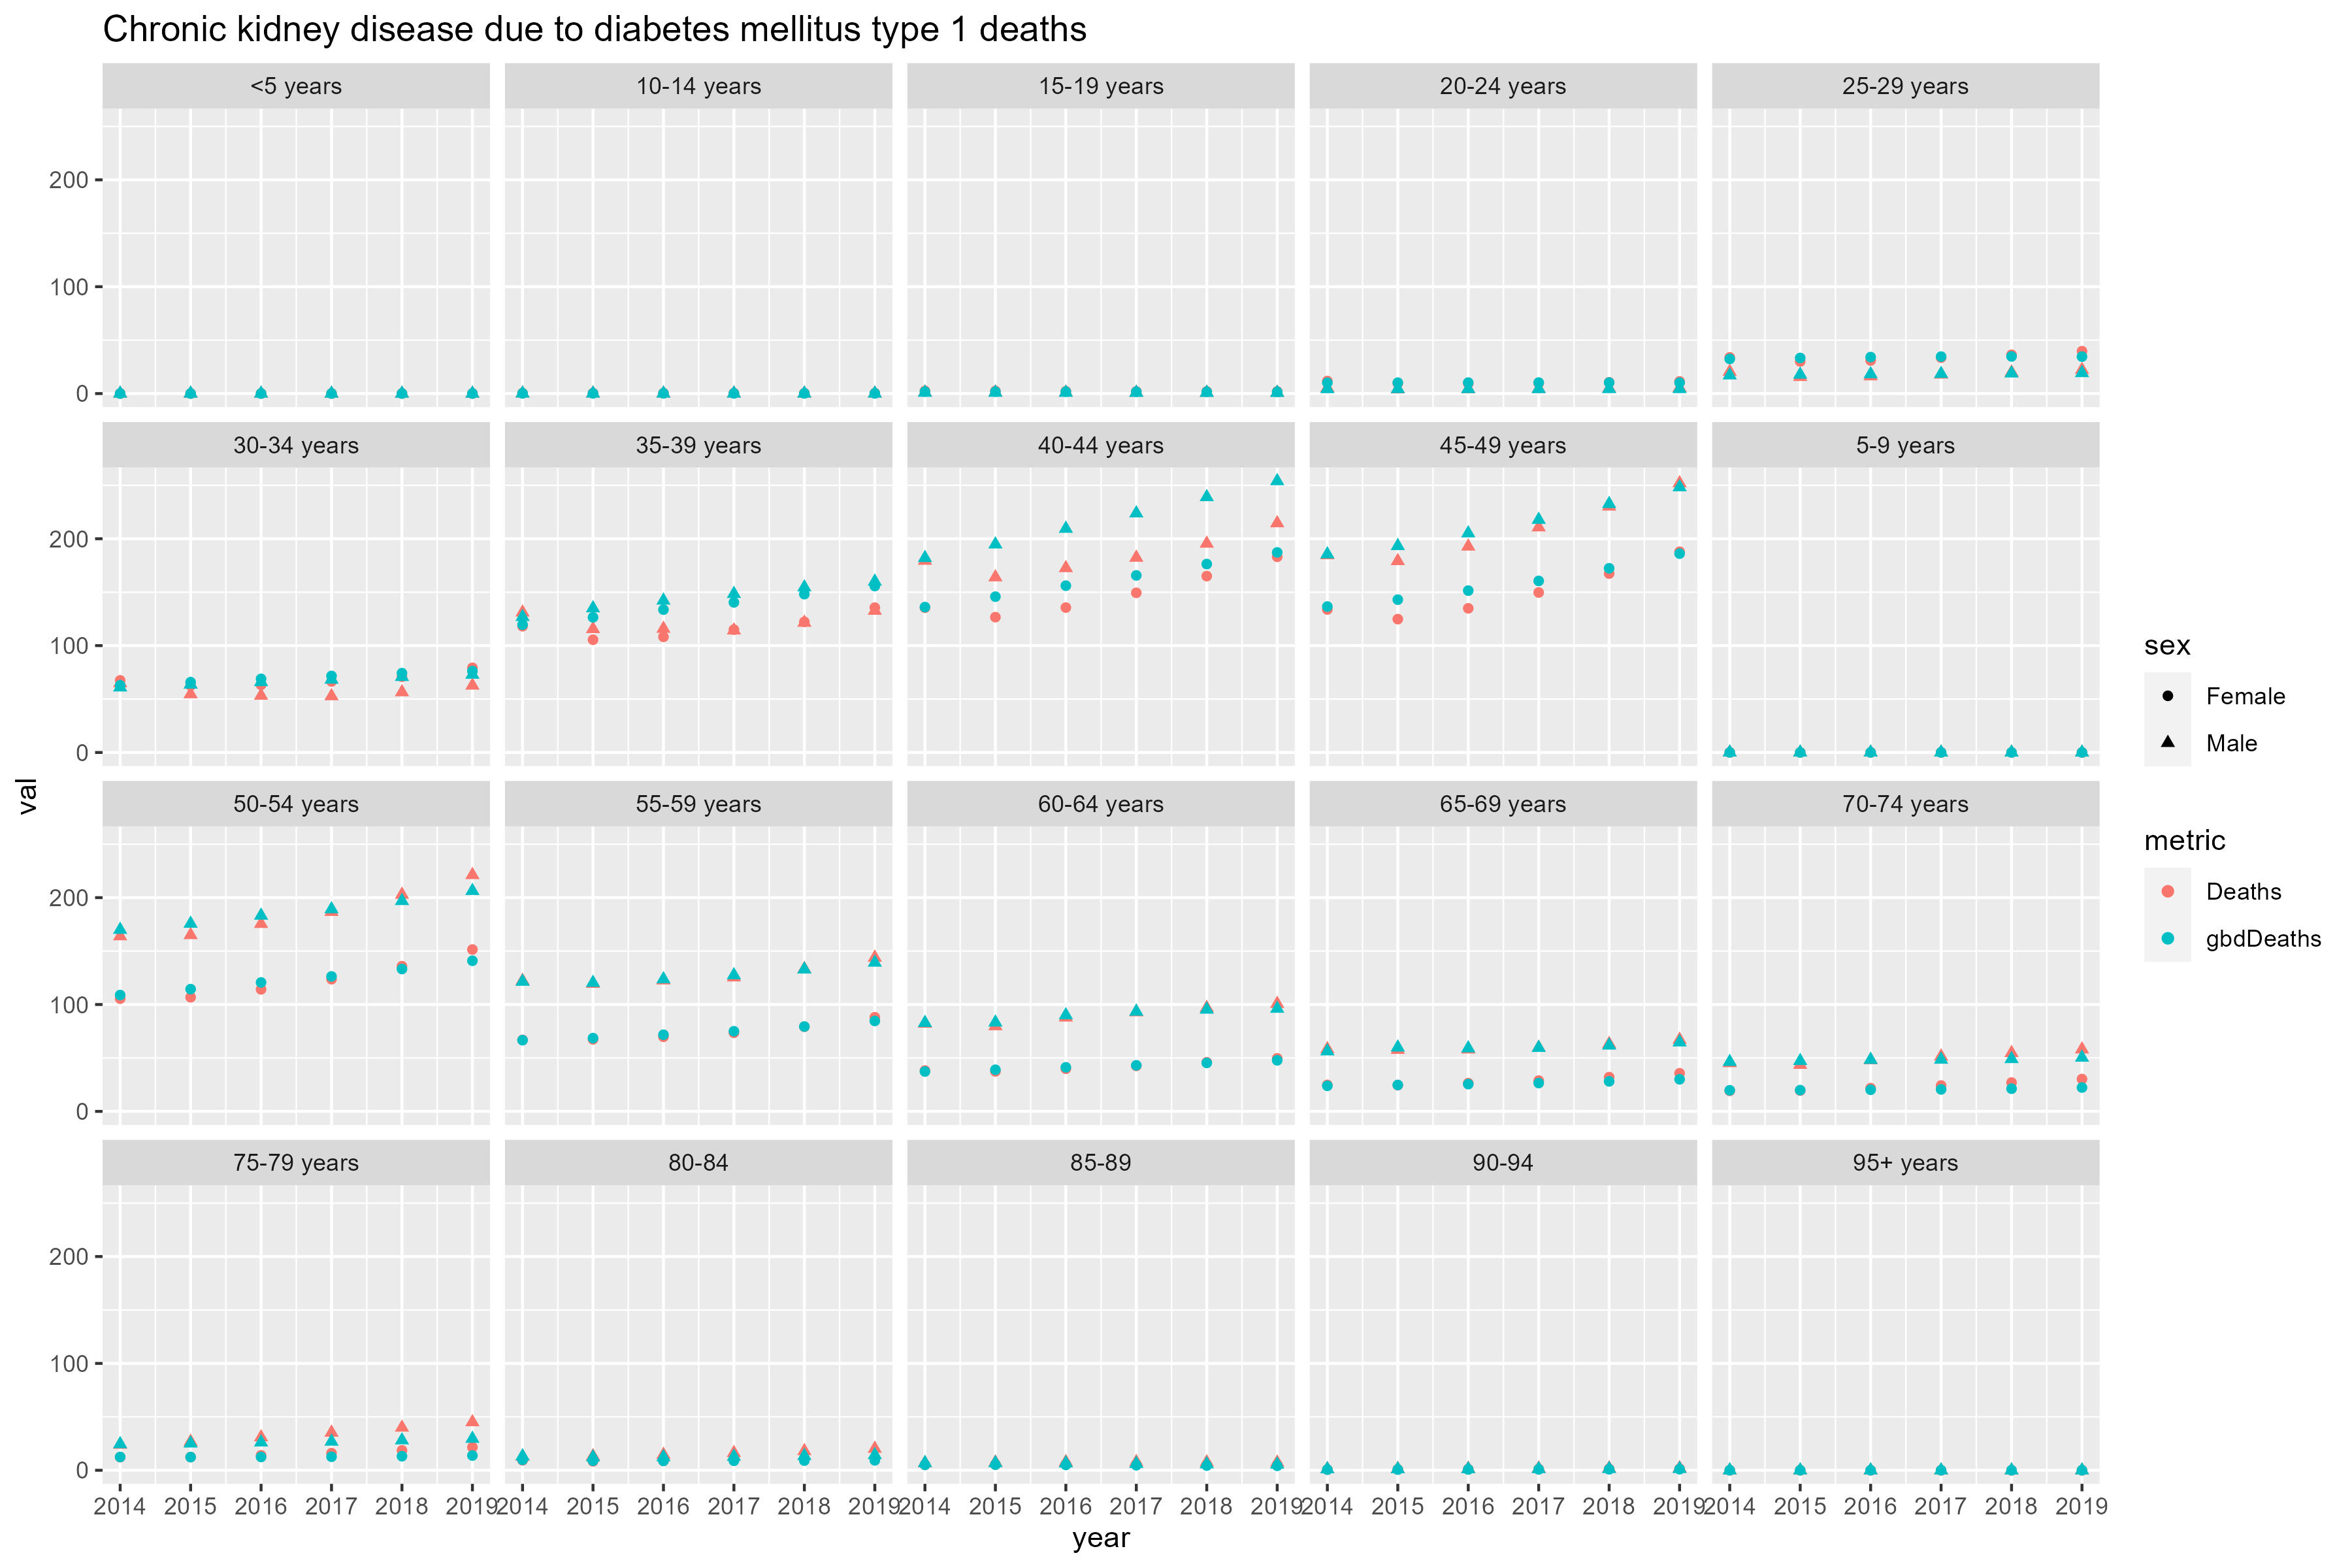 Chronic kidney disease due to diabetes mellitus type 1 deaths
<5 years 10-14 years 15-19 years 20-24 years 25-29 years
200
100
0
30-34 years 35-39 years 40-44 years 45-49 years 5-9 years
200
100
0
50-54 years 55-59 years 60-64 years 65-69 years 70-74 years
200
100
0
75-79 years 80-84 85-89 90-94 95+ years
200
100
0
2014 2015 2016 2017 2018 2019 2014 2015 2016 2017 2018 2019 2014 2015 2016 2017 2018 2019 2014 2015 2016 2017 2018 2019 2014 2015 2016 2017 2018 2019
year
val
sex
Female
Male
metric
Deaths
gbdDeaths